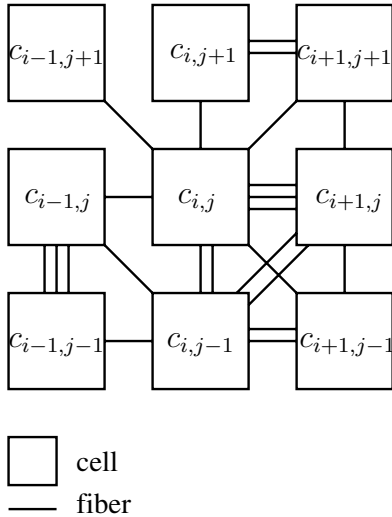 c_{i-1,j+1} c_{i,j+1} c_{i+1,j+1}
c_{i-1,j} c_{i,j} c_{i+1,j}
c_{i-1,j-1} c_{i,j-1} c_{i+1,j-1}
cell
fiber